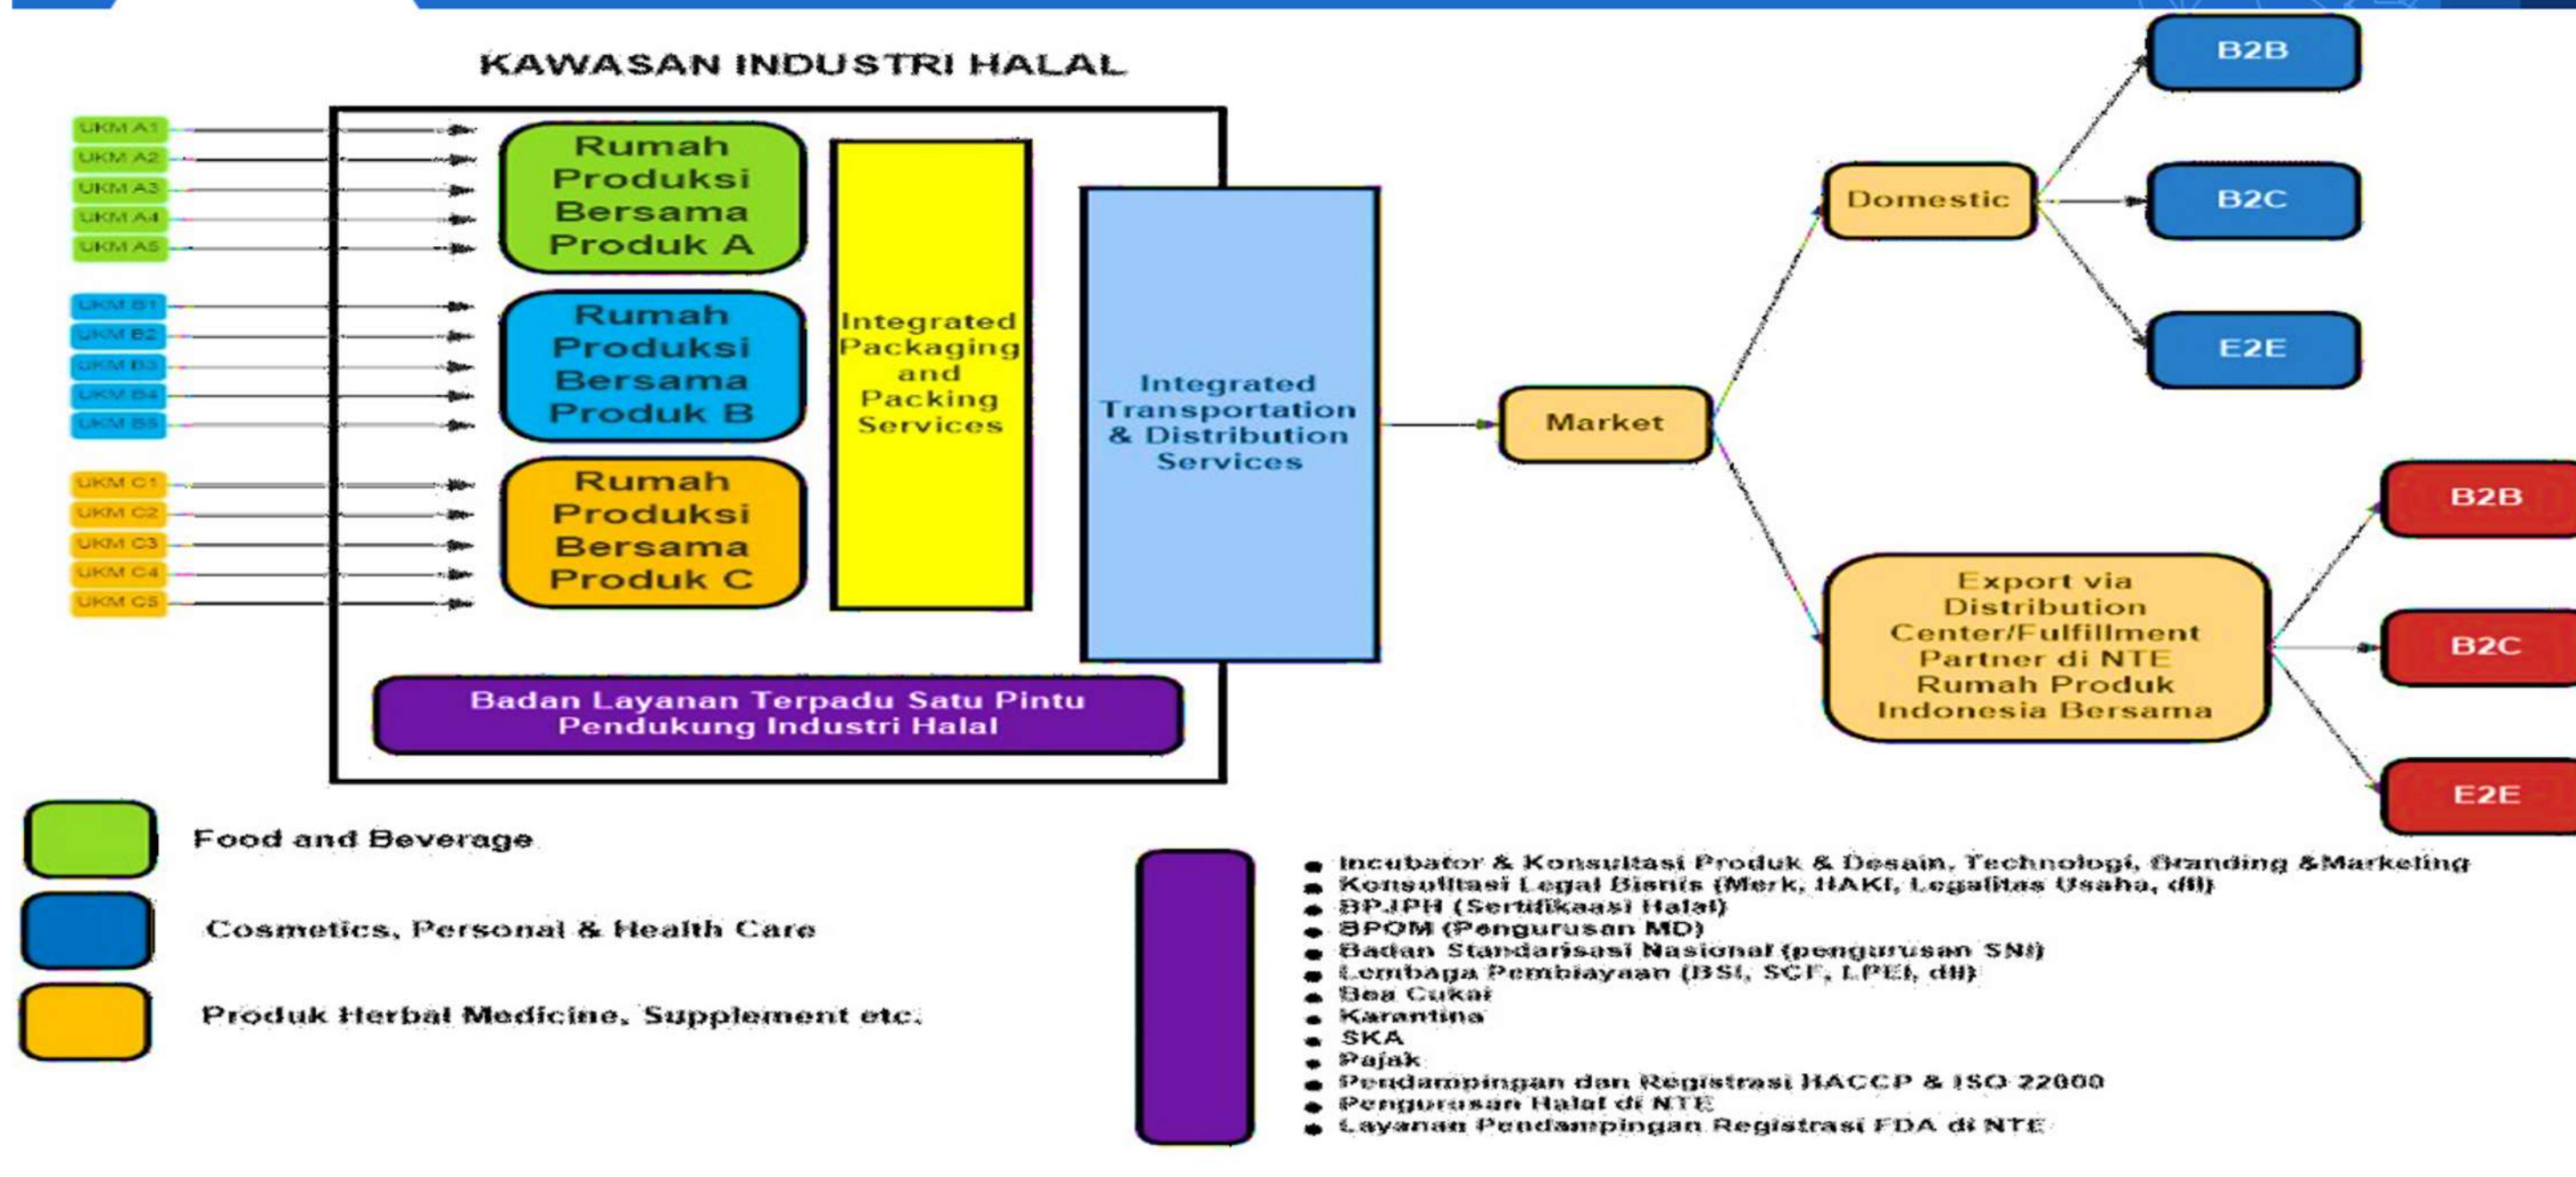 KAWASAN INDUSTRI HALAL
UKM A1
UKM A2
UKM A3
UKM A4
UKM A5
UKM B1
UKM B2
UKM B3
UKM B4
UKM B5
UKM C1
UKM C2
UKM C3
UKM C4
UKM C5
Rumah
Produksi
Bersama
Produk A
Rumah
Produksi
Bersama
Produk B
Rumah
Produksi
Bersama
Produk C
Integrated
Packaging
and
Packing
Services
Integrated
Transportation
& Distribution
Services
Badan Layanan Terpadu Satu Pintu
Pendukung Industri Halal
Market
Domestic
B2B
B2C
E2E
Export via
Distribution
Center/Fulfillment
Partner di NTE
Rumah Produk
Indonesia Bersama
B2B
B2C
E2E
Food and Beverage
Cosmetics, Personal & Health Care
Produk Herbal Medicine, Supplement etc.
Incubator & Konsultasi Produk & Desain, Technologi, Branding &Marketing
Konsulltasi Legal Bisnis (Merk, HAKI, Legalitas Usaha, dll)
BPJPH (Sertifikaasi Halal)
BPOM (Pengurusan MD)
Badan Standarisasi Nasional (pengurusan SNI)
Lembaga Pembiayaan (BSI, SCF, LPEI, dll)
Bea Cukai
Karantina
SKA
Pajak
Pendampingan dan Registrasi HACCP & ISO 22000
Pengurusan Halal di NTE
Layanan Pendampingan Registrasi FDA di NTE